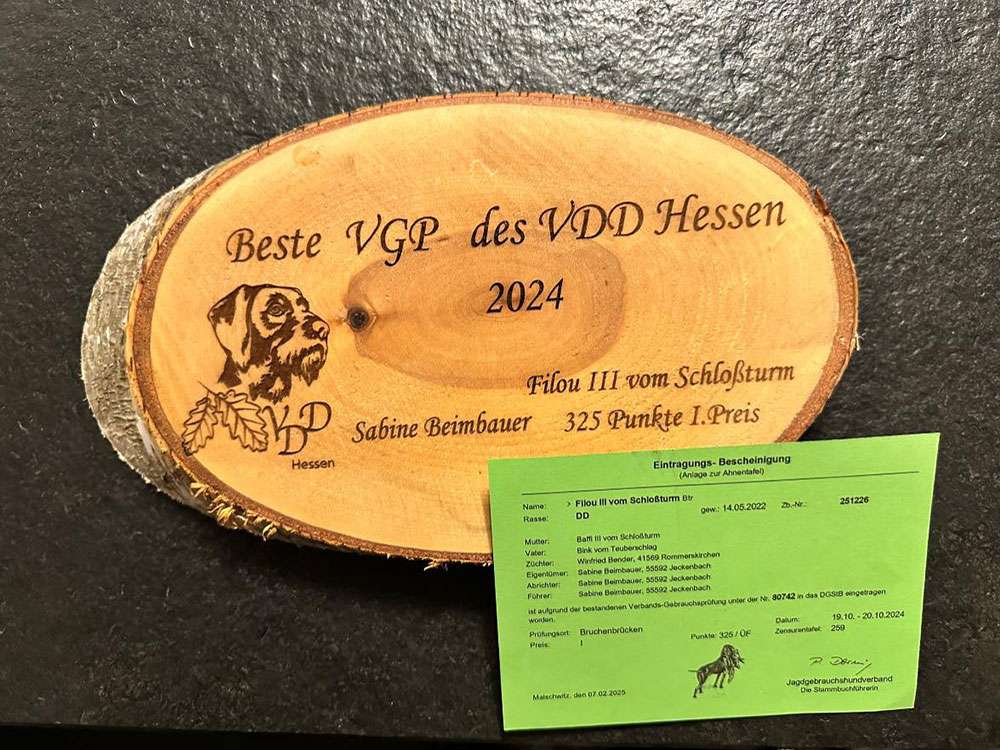 Beste VGP des VDD Hessen
2024
Filou III vom Schloßturm
Sabine Beimbauer 325 Punkte I.Preis
VDD
Hessen
Eintragungs- Bescheinigung
(Anlage zur Ahnentafel)
Name: > Filou III vom Schloßturm Btr gew.: 14.05.2022 Zb.-Nr.: 251226
Rasse: DD
Mutter: Baffi III vom Schloßturm
Vater: Bink vom Teuberschlag
Züchter: Winfried Bender, 41569 Rommerskirchen
Eigentümer: Sabine Beimbauer, 55592 Jeckenbach
Abrichter: Sabine Beimbauer, 55592 Jeckenbach
Führer: Sabine Beimbauer, 55592 Jeckenbach
ist aufgrund der bestandenen Verbands-Gebrauchsprüfung unter der Nr. 80742 in das DGStB eingetragen
worden.
Datum: 19.10. - 20.10.2024
Prüfungsort: Bruchenbrücken Punkte: 325 / ÜF Zensurentafel: 259
Preis: I
Jagdgebrauchshundverband
Die Stammbuchführerin
Malschwitz, den 07.02.2025